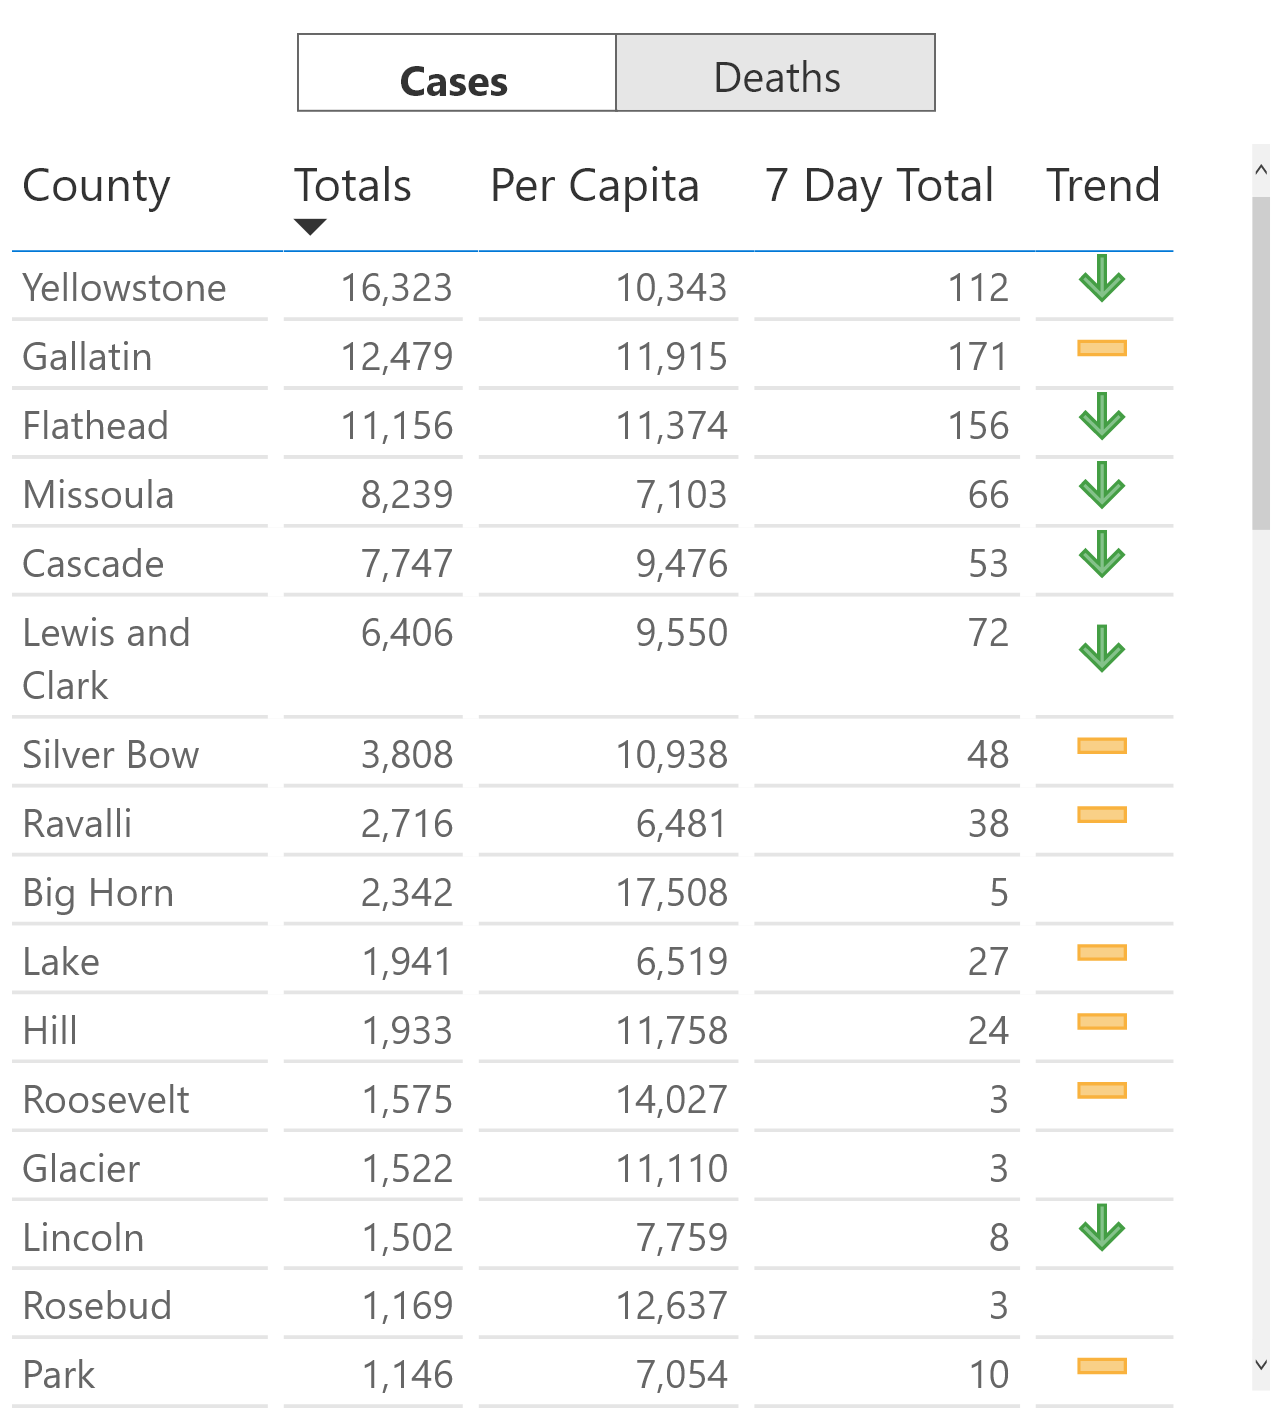 Cases Deaths
County Totals Per Capita 7 Day Total Trend
Yellowstone 16,323 10,343 112
Gallatin 12,479 11,915 171
Flathead 11,156 11,374 156
Missoula 8,239 7,103 66
Cascade 7,747 9,476 53
Lewis and 6,406 9,550 72
Clark
Silver Bow 3,808 10,938 48
Ravalli 2,716 6,481 38
Big Horn 2,342 17,508 5
Lake 1,941 6,519 27
Hill 1,933 11,758 24
Roosevelt 1,575 14,027 3
Glacier 1,522 11,110 3
Lincoln 1,502 7,759 8
Rosebud 1,169 12,637 3
Park 1,146 7,054 10